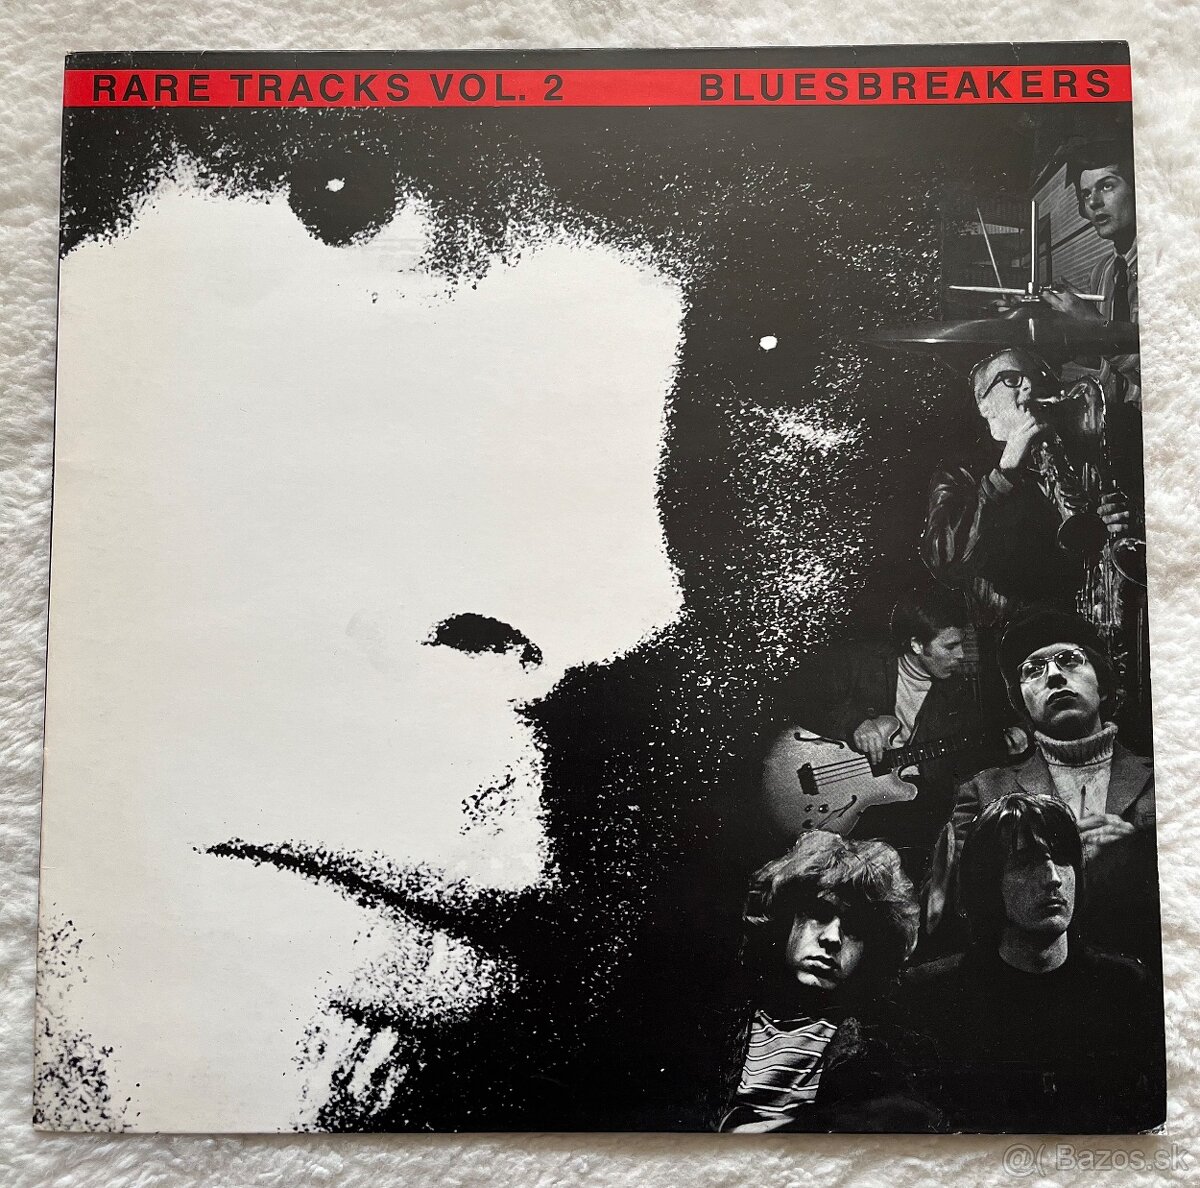 RARE TRACKS VOL. 2 BLUESBREAKERS
@( Bazos.sk